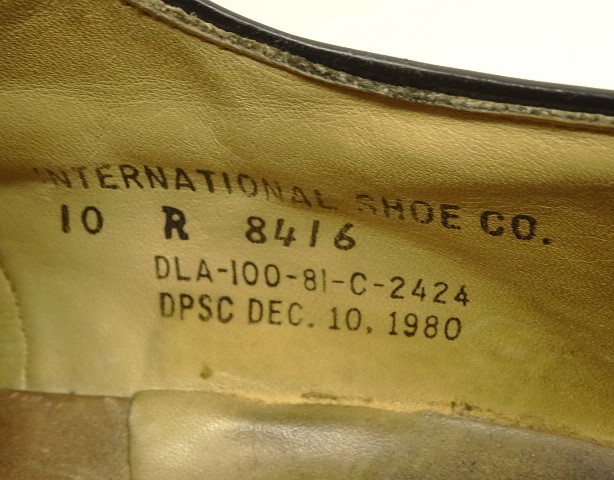 INTERNATIONAL SHOE CO.
10 R 8416
DLA-100-81-C-2424
DPSC DEC. 10, 1980